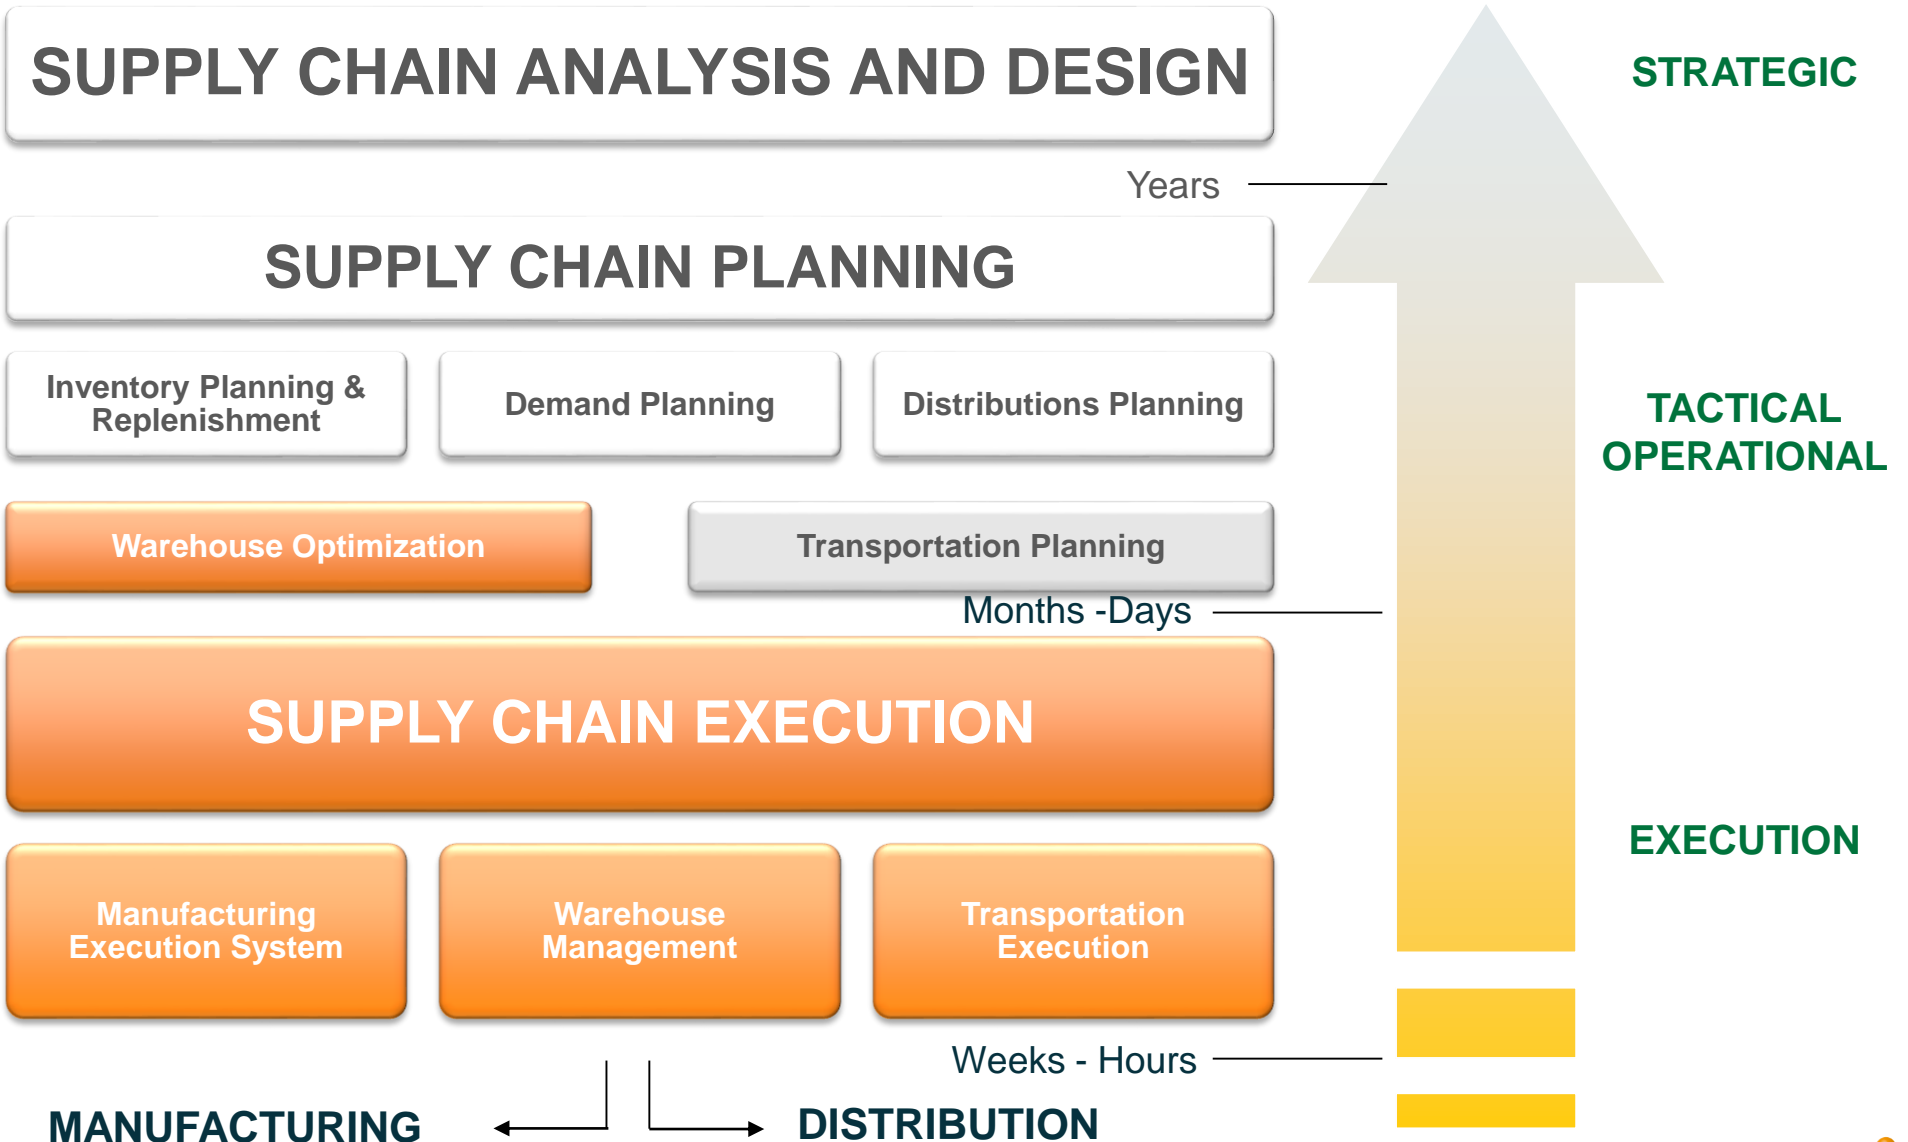 SUPPLY CHAIN ANALYSIS AND DESIGN
STRATEGIC
Years
SUPPLY CHAIN PLANNING
Inventory Planning &
Replenishment
Demand Planning
Distributions Planning
TACTICAL
OPERATIONAL
Warehouse Optimization
Transportation Planning
Months -Days
SUPPLY CHAIN EXECUTION
EXECUTION
Manufacturing
Execution System
Warehouse
Management
Transportation
Execution
Weeks - Hours
MANUFACTURING
DISTRIBUTION